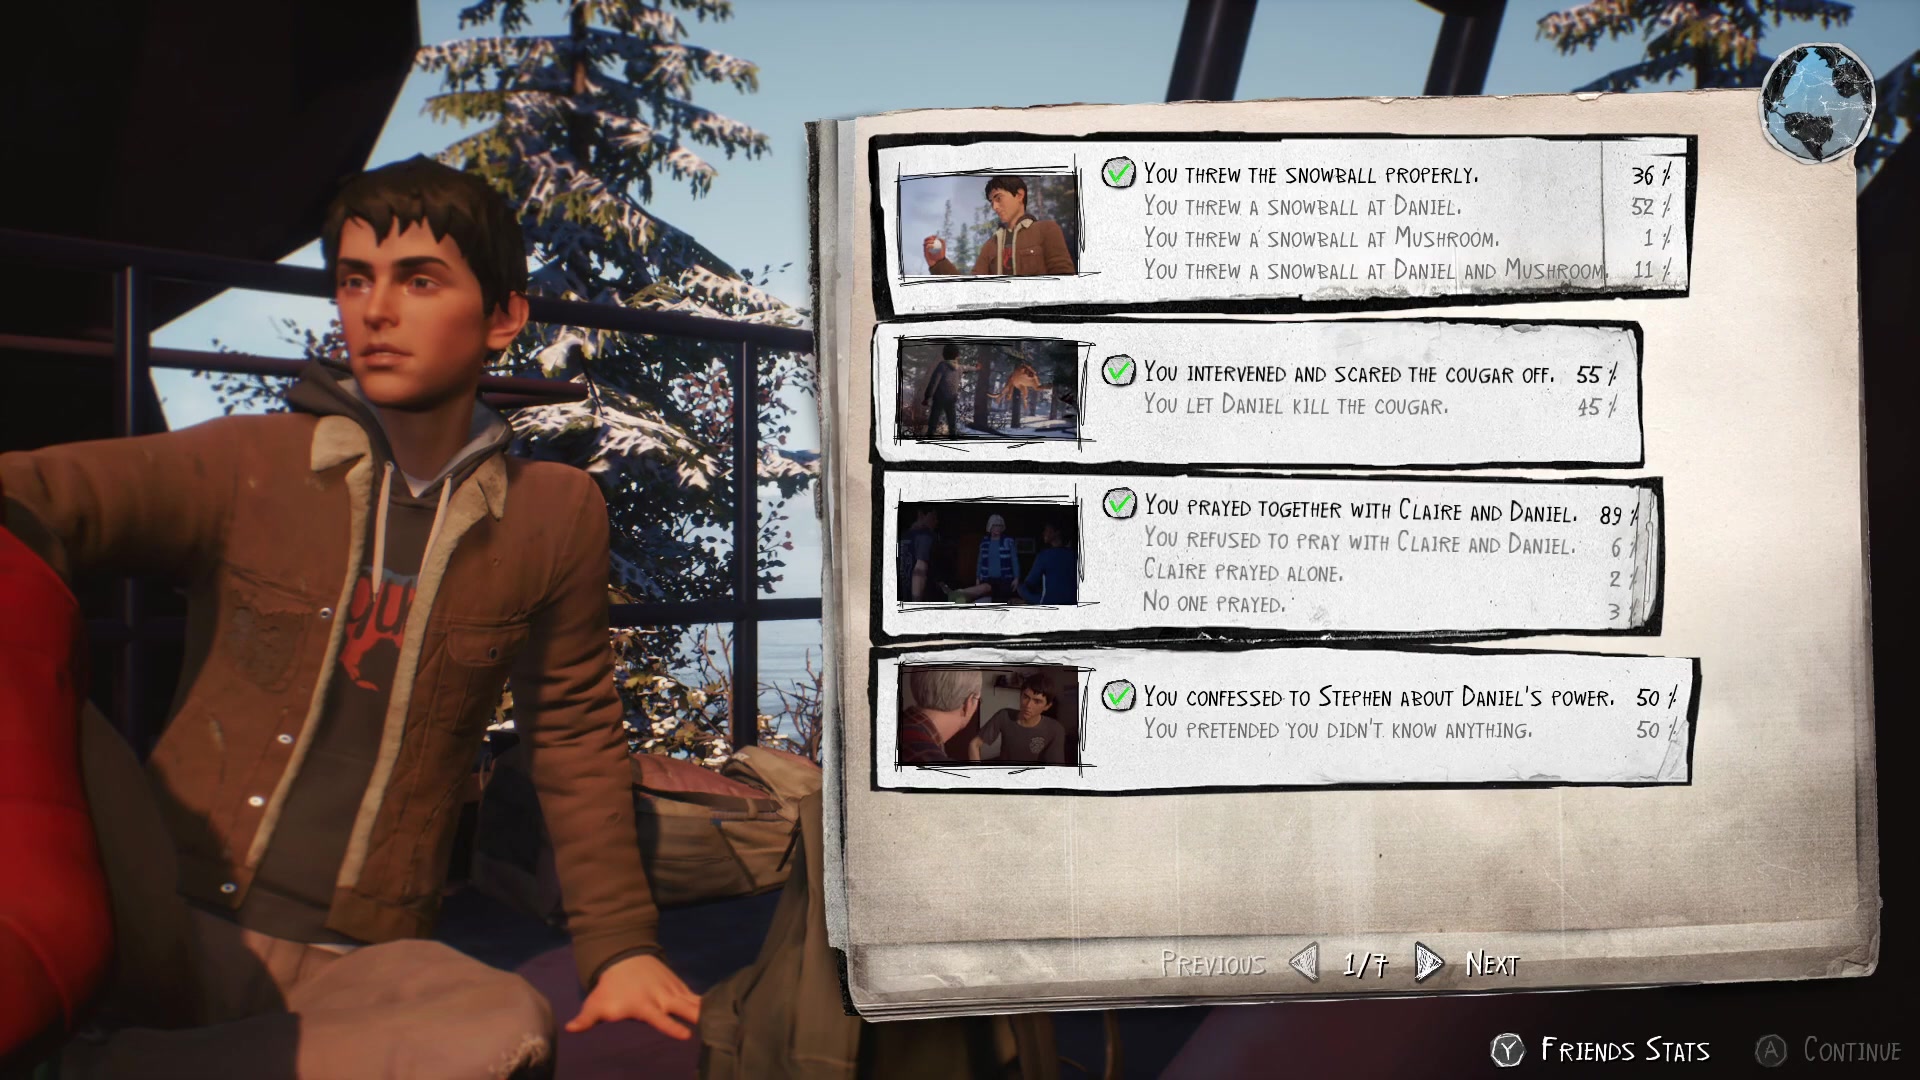 You threw the snowball properly. 36 %
You threw a snowball at Daniel. 52 %
You threw a snowball at Mushroom. 1 %
You threw a snowball at Daniel and Mushroom. 11 %
You intervened and scared the cougar off. 55 %
You let Daniel kill the cougar. 45 %
You prayed together with Claire and Daniel. 89 %
You refused to pray with Claire and Daniel. 6 %
Claire prayed alone. 2 %
No one prayed. 3 %
You confessed to Stephen about Daniel's power. 50 %
You pretended you didn't know anything. 50 %
Previous 1/7 Next
Y Friends Stats A Continue